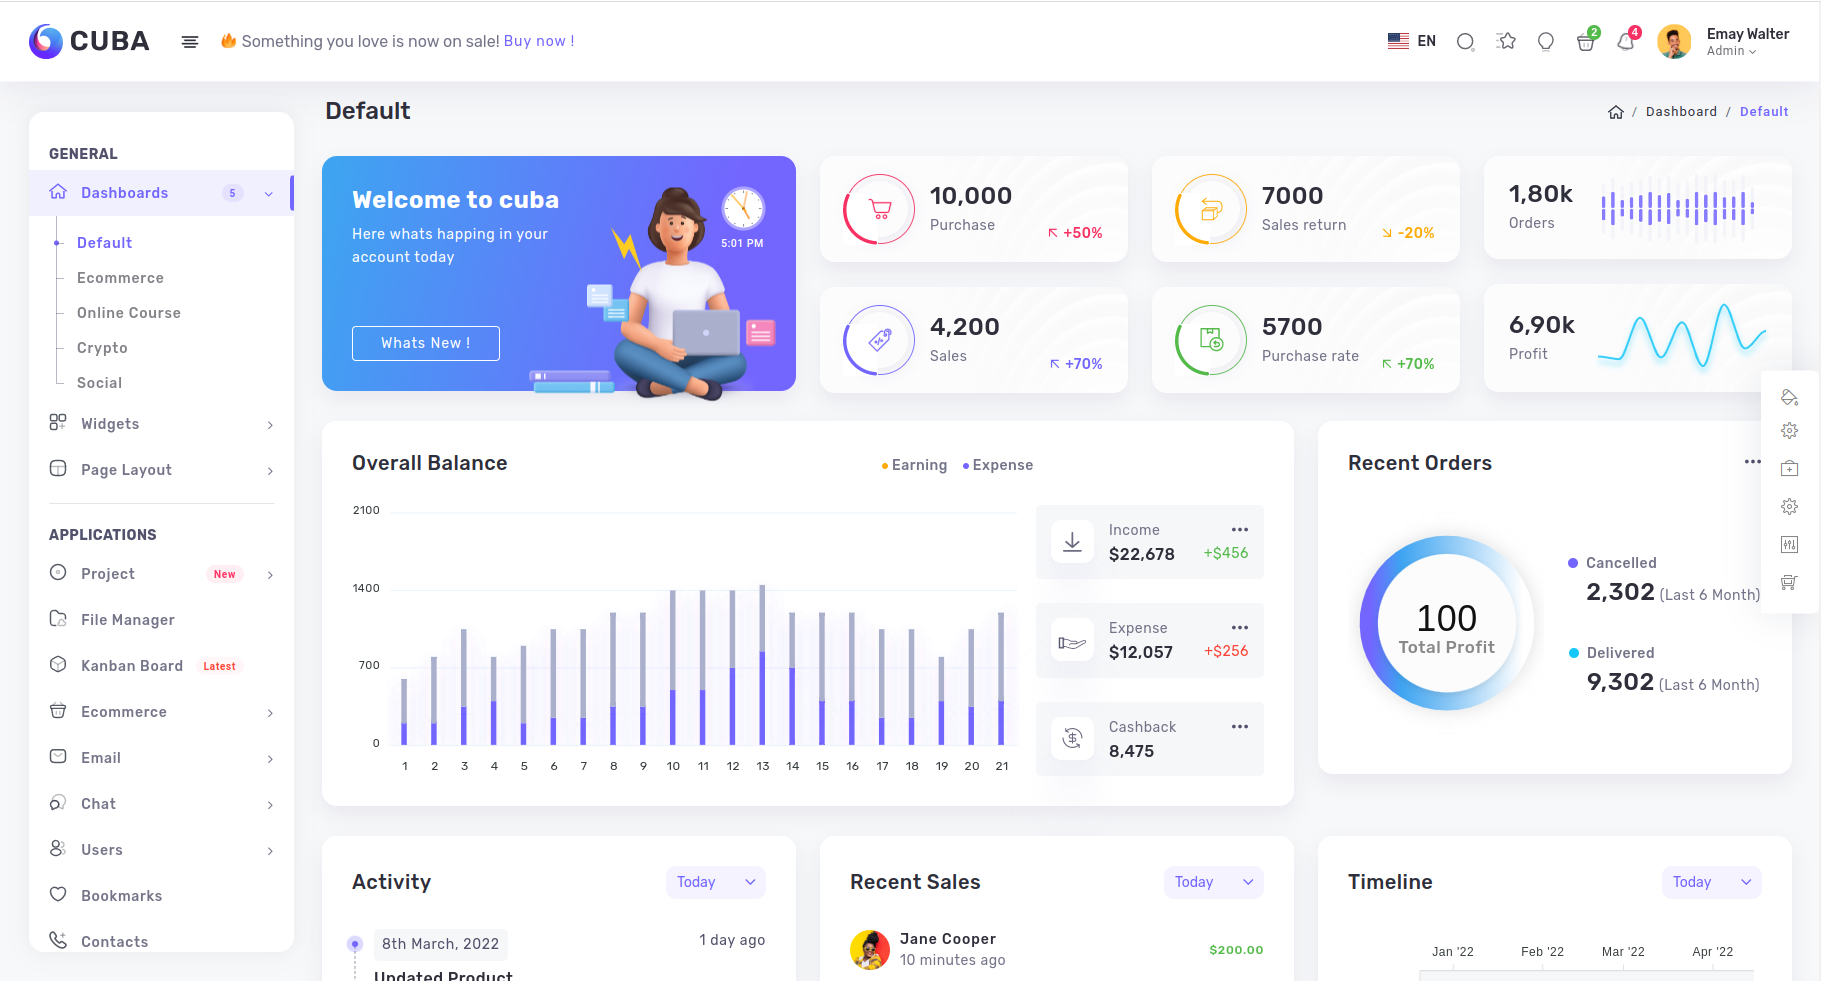 CUBA
Something you love is now on sale! Buy now !
EN
2
4
Emay Walter
Admin
GENERAL
Dashboards
5
Default
Ecommerce
Online Course
Crypto
Social
Widgets
Page Layout
APPLICATIONS
Project
New
File Manager
Kanban Board
Latest
Ecommerce
Email
Chat
Users
Bookmarks
Contacts
Default
/ Dashboard / Default
Welcome to cuba
Here whats happing in your
account today
Whats New !
5:01 PM
10,000
Purchase
+50%
7000
Sales return
-20%
1,80k
Orders
4,200
Sales
+70%
5700
Purchase rate
+70%
6,90k
Profit
Overall Balance
Earning
Expense
2100
1400
700
0
1 2 3 4 5 6 7 8 9 10 11 12 13 14 15 16 17 18 19 20 21
Income
$22,678
+$456
Expense
$12,057
+$256
Cashback
8,475
Recent Orders
100
Total Profit
Cancelled
2,302 (Last 6 Month)
Delivered
9,302 (Last 6 Month)
Activity
Today
8th March, 2022
1 day ago
Updated Product
Recent Sales
Today
Jane Cooper
10 minutes ago
$200.00
Timeline
Today
Jan '22 Feb '22 Mar '22 Apr '22